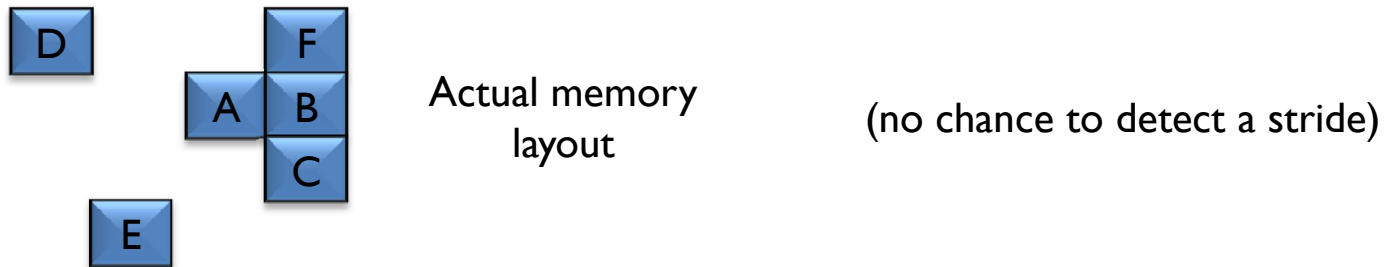 D
F
A B
C
E
Actual memory
layout
(no chance to detect a stride)